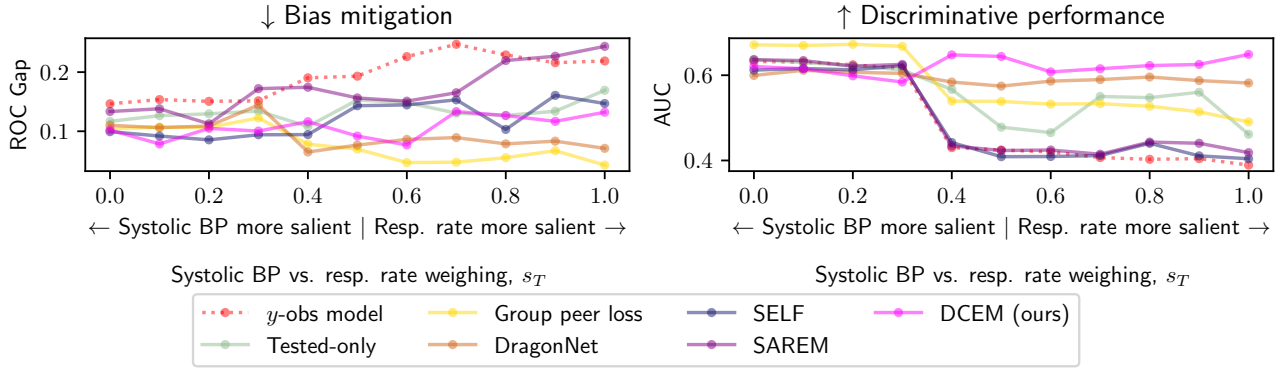 ↓ Bias mitigation
ROC Gap
0.2
0.1
0.0 0.2 0.4 0.6 0.8 1.0
← Systolic BP more salient | Resp. rate more salient →
Systolic BP vs. resp. rate weighing, s_T
↑ Discriminative performance
AUC
0.6
0.4
0.0 0.2 0.4 0.6 0.8 1.0
← Systolic BP more salient | Resp. rate more salient →
Systolic BP vs. resp. rate weighing, s_T
y-obs model
Tested-only
Group peer loss
DragonNet
SELF
SAREM
DCEM (ours)